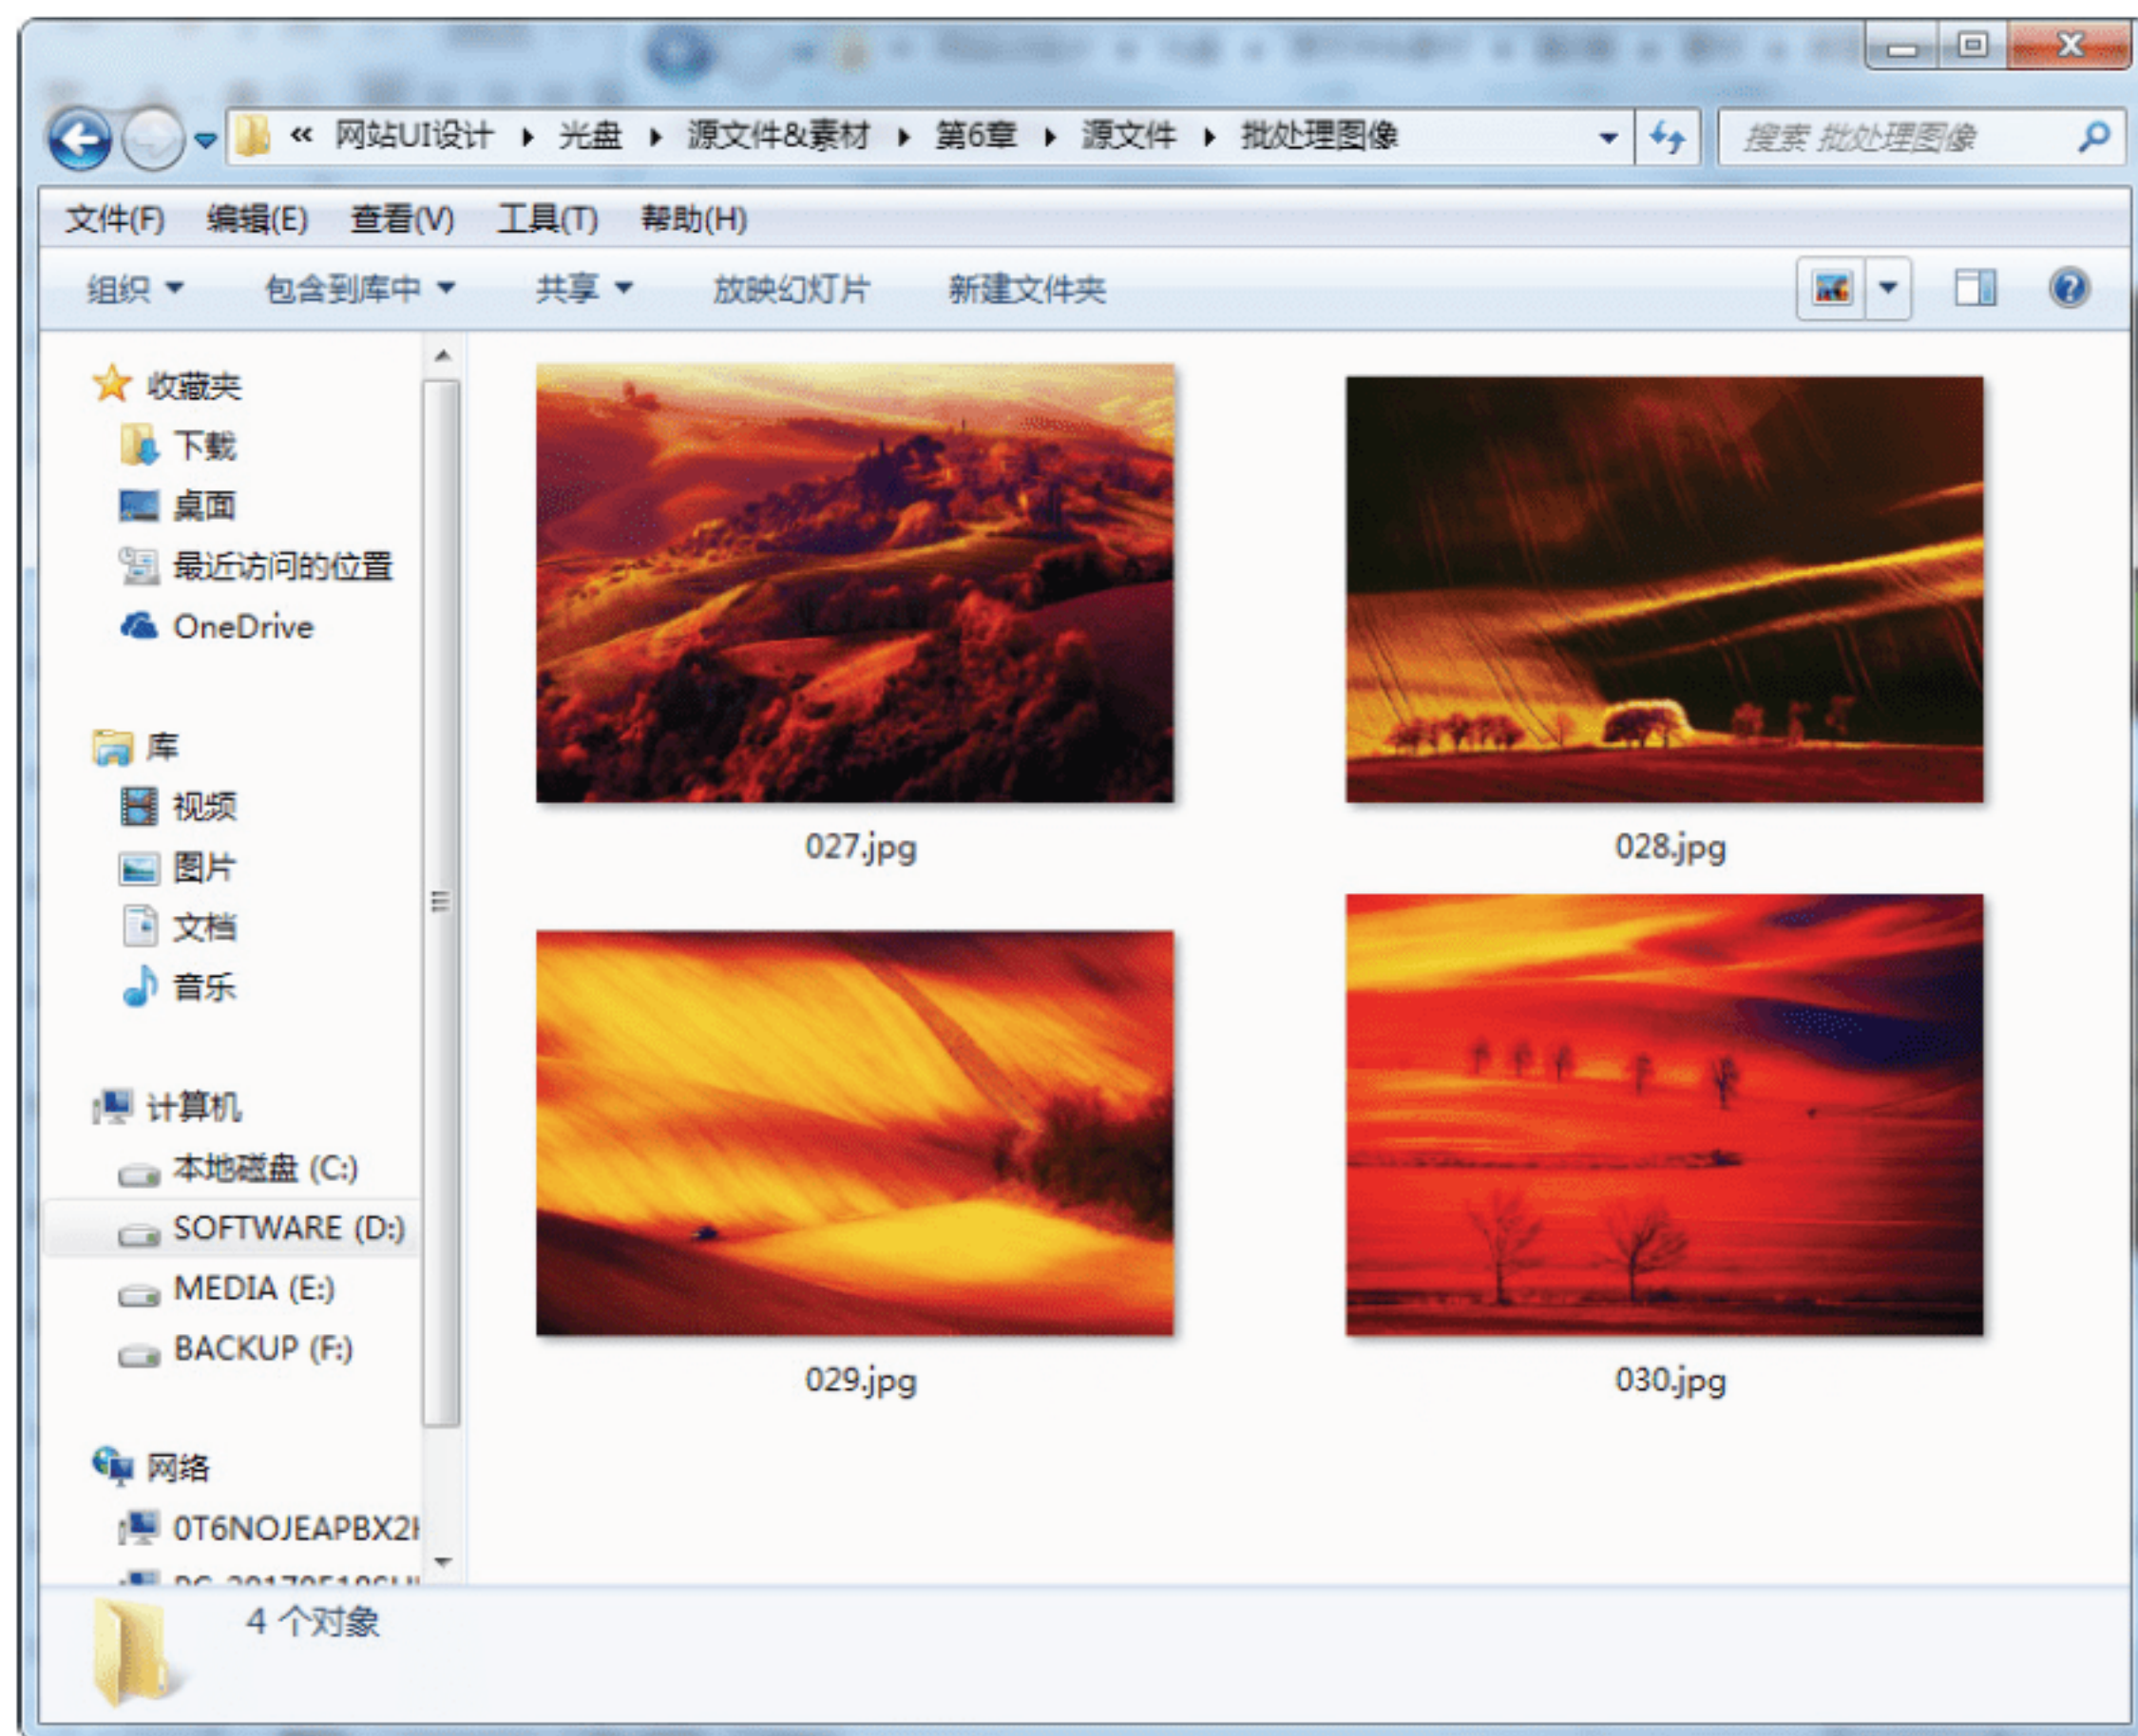 « 网站UI设计 ▸ 光盘 ▸ 源文件&素材 ▸ 第6章 ▸ 源文件 ▸ 批处理图像
搜索 批处理图像
文件(F) 编辑(E) 查看(V) 工具(T) 帮助(H)
组织 包含到库中 共享 放映幻灯片 新建文件夹
收藏夹
下载
桌面
最近访问的位置
OneDrive
库
视频
图片
文档
音乐
计算机
本地磁盘 (C:)
SOFTWARE (D:)
MEDIA (E:)
BACKUP (F:)
网络
0T6NOJEAPBX2
027.jpg
028.jpg
029.jpg
030.jpg
4 个对象